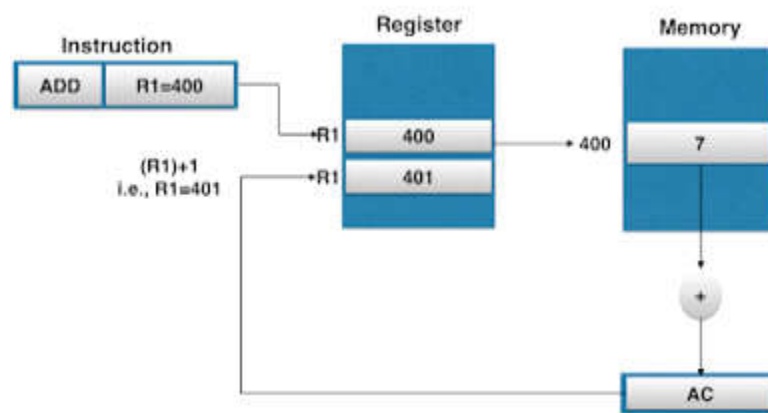 Instruction
Register
Memory
ADD
R1=400
R1
400
400
7
(R1)+1
i.e., R1=401
R1
401
+
AC